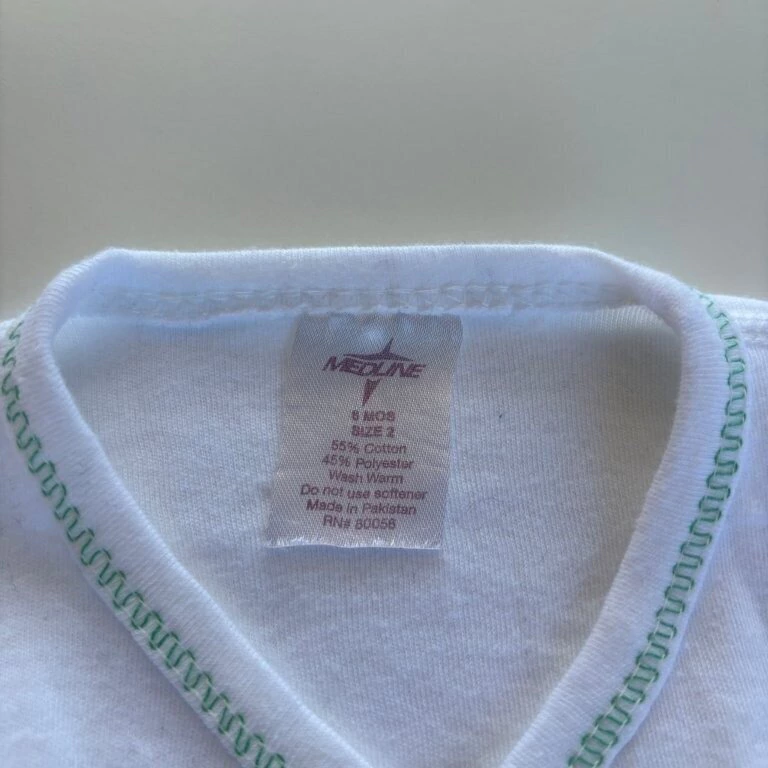 MEDLINE
6 MOS
SIZE 2
55% Cotton
45% Polyester
Wash Warm
Do not use softener
Made in Pakistan
RN# 80056